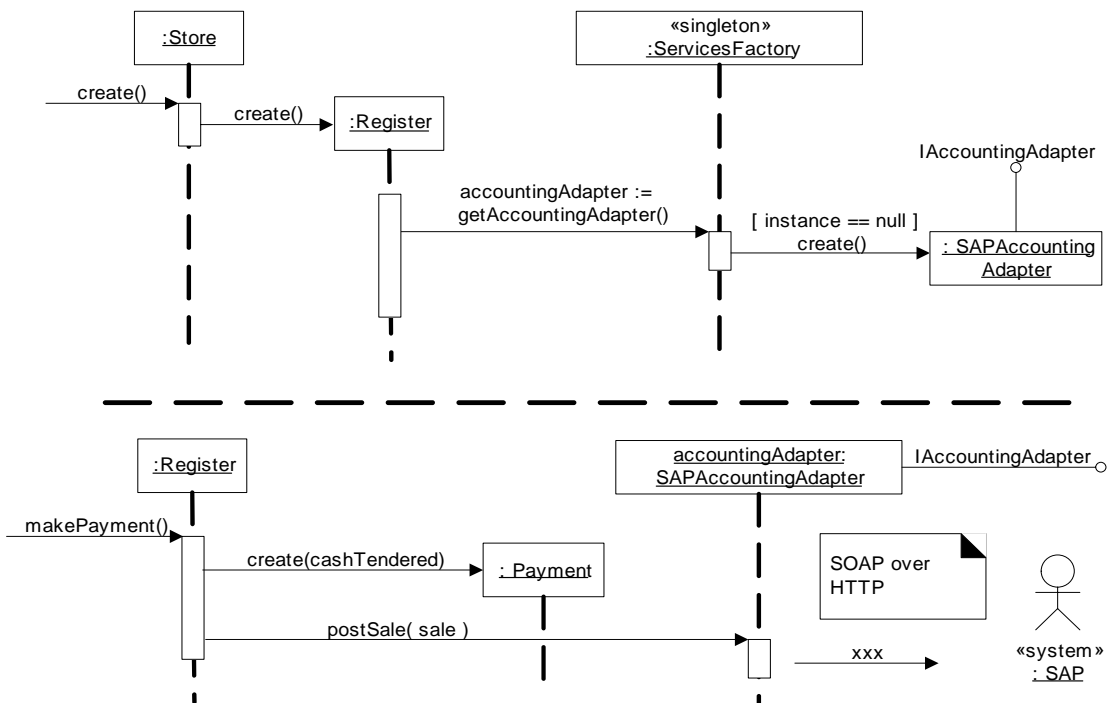 :Store
«singleton»
:ServicesFactory
create()
create()
:Register
IAccountingAdapter
accountingAdapter :=
getAccountingAdapter()
[ instance == null ]
create()
: SAPAccounting
Adapter
:Register
accountingAdapter:
SAPAccountingAdapter
IAccountingAdapter
makePayment()
create(cashTendered)
: Payment
SOAP over
HTTP
postSale( sale )
xxx
«system»
: SAP